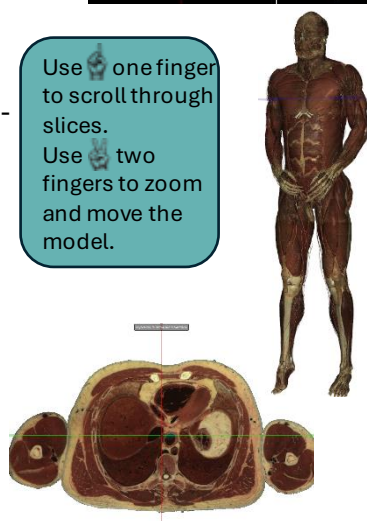 Use one finger
to scroll through
slices.
Use two
fingers to zoom
and move the
model.